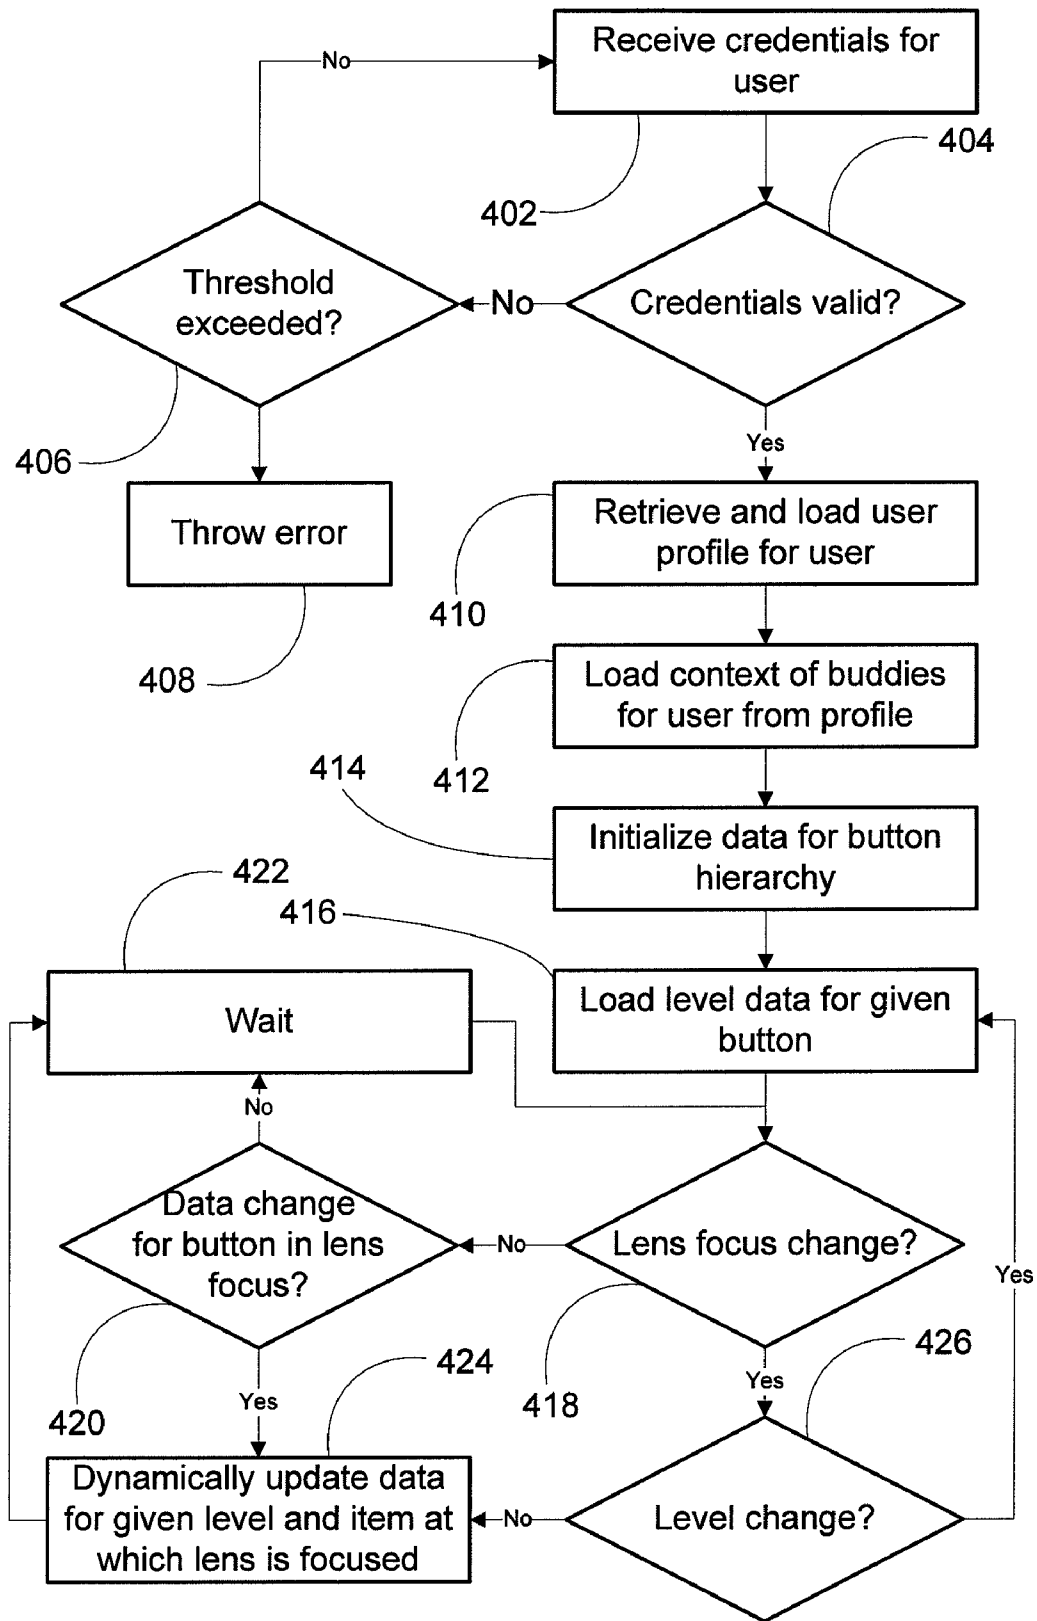 Receive credentials for
user
No
404
402
Threshold
exceeded?
No
Credentials valid?
406
Yes
Throw error
Retrieve and load user
profile for user
410
408
Load context of buddies
for user from profile
412
414
Initialize data for button
hierarchy
422
416
Wait
Load level data for given
button
No
Data change
for button in lens
focus?
No
Lens focus change?
Yes
420
Yes
424
418
Yes
426
Dynamically update data
for given level and item at
which lens is focused
No
Level change?